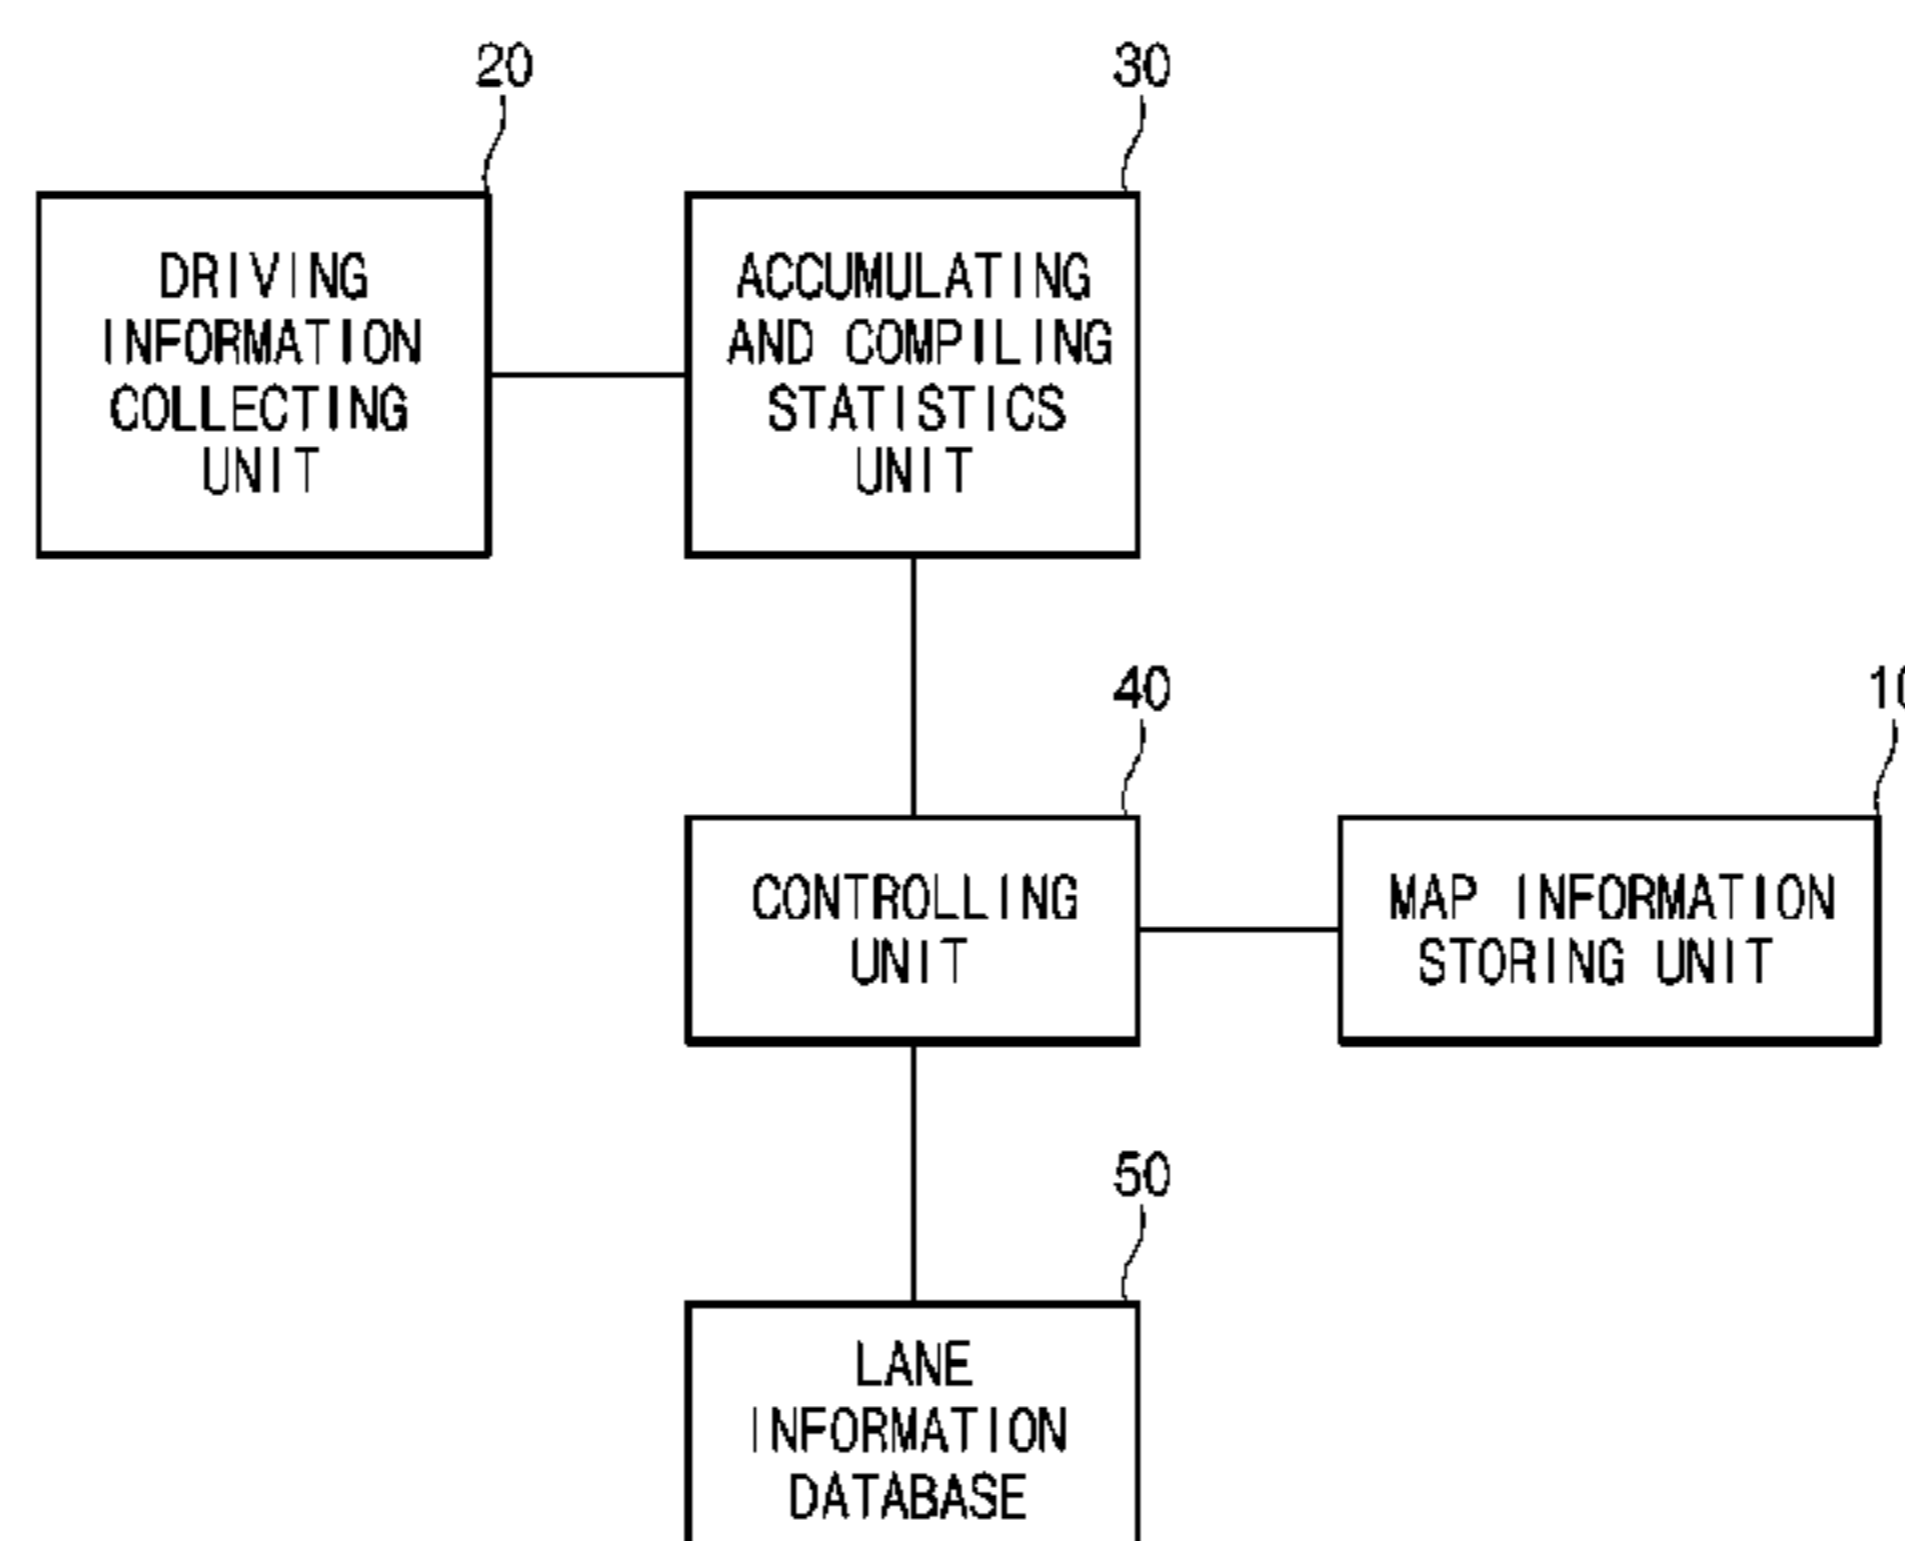 20
30
DRIVING
INFORMATION
COLLECTING
UNIT
ACCUMULATING
AND COMPILING
STATISTICS
UNIT
40
10
CONTROLLING
UNIT
MAP INFORMATION
STORING UNIT
50
LANE
INFORMATION
DATABASE